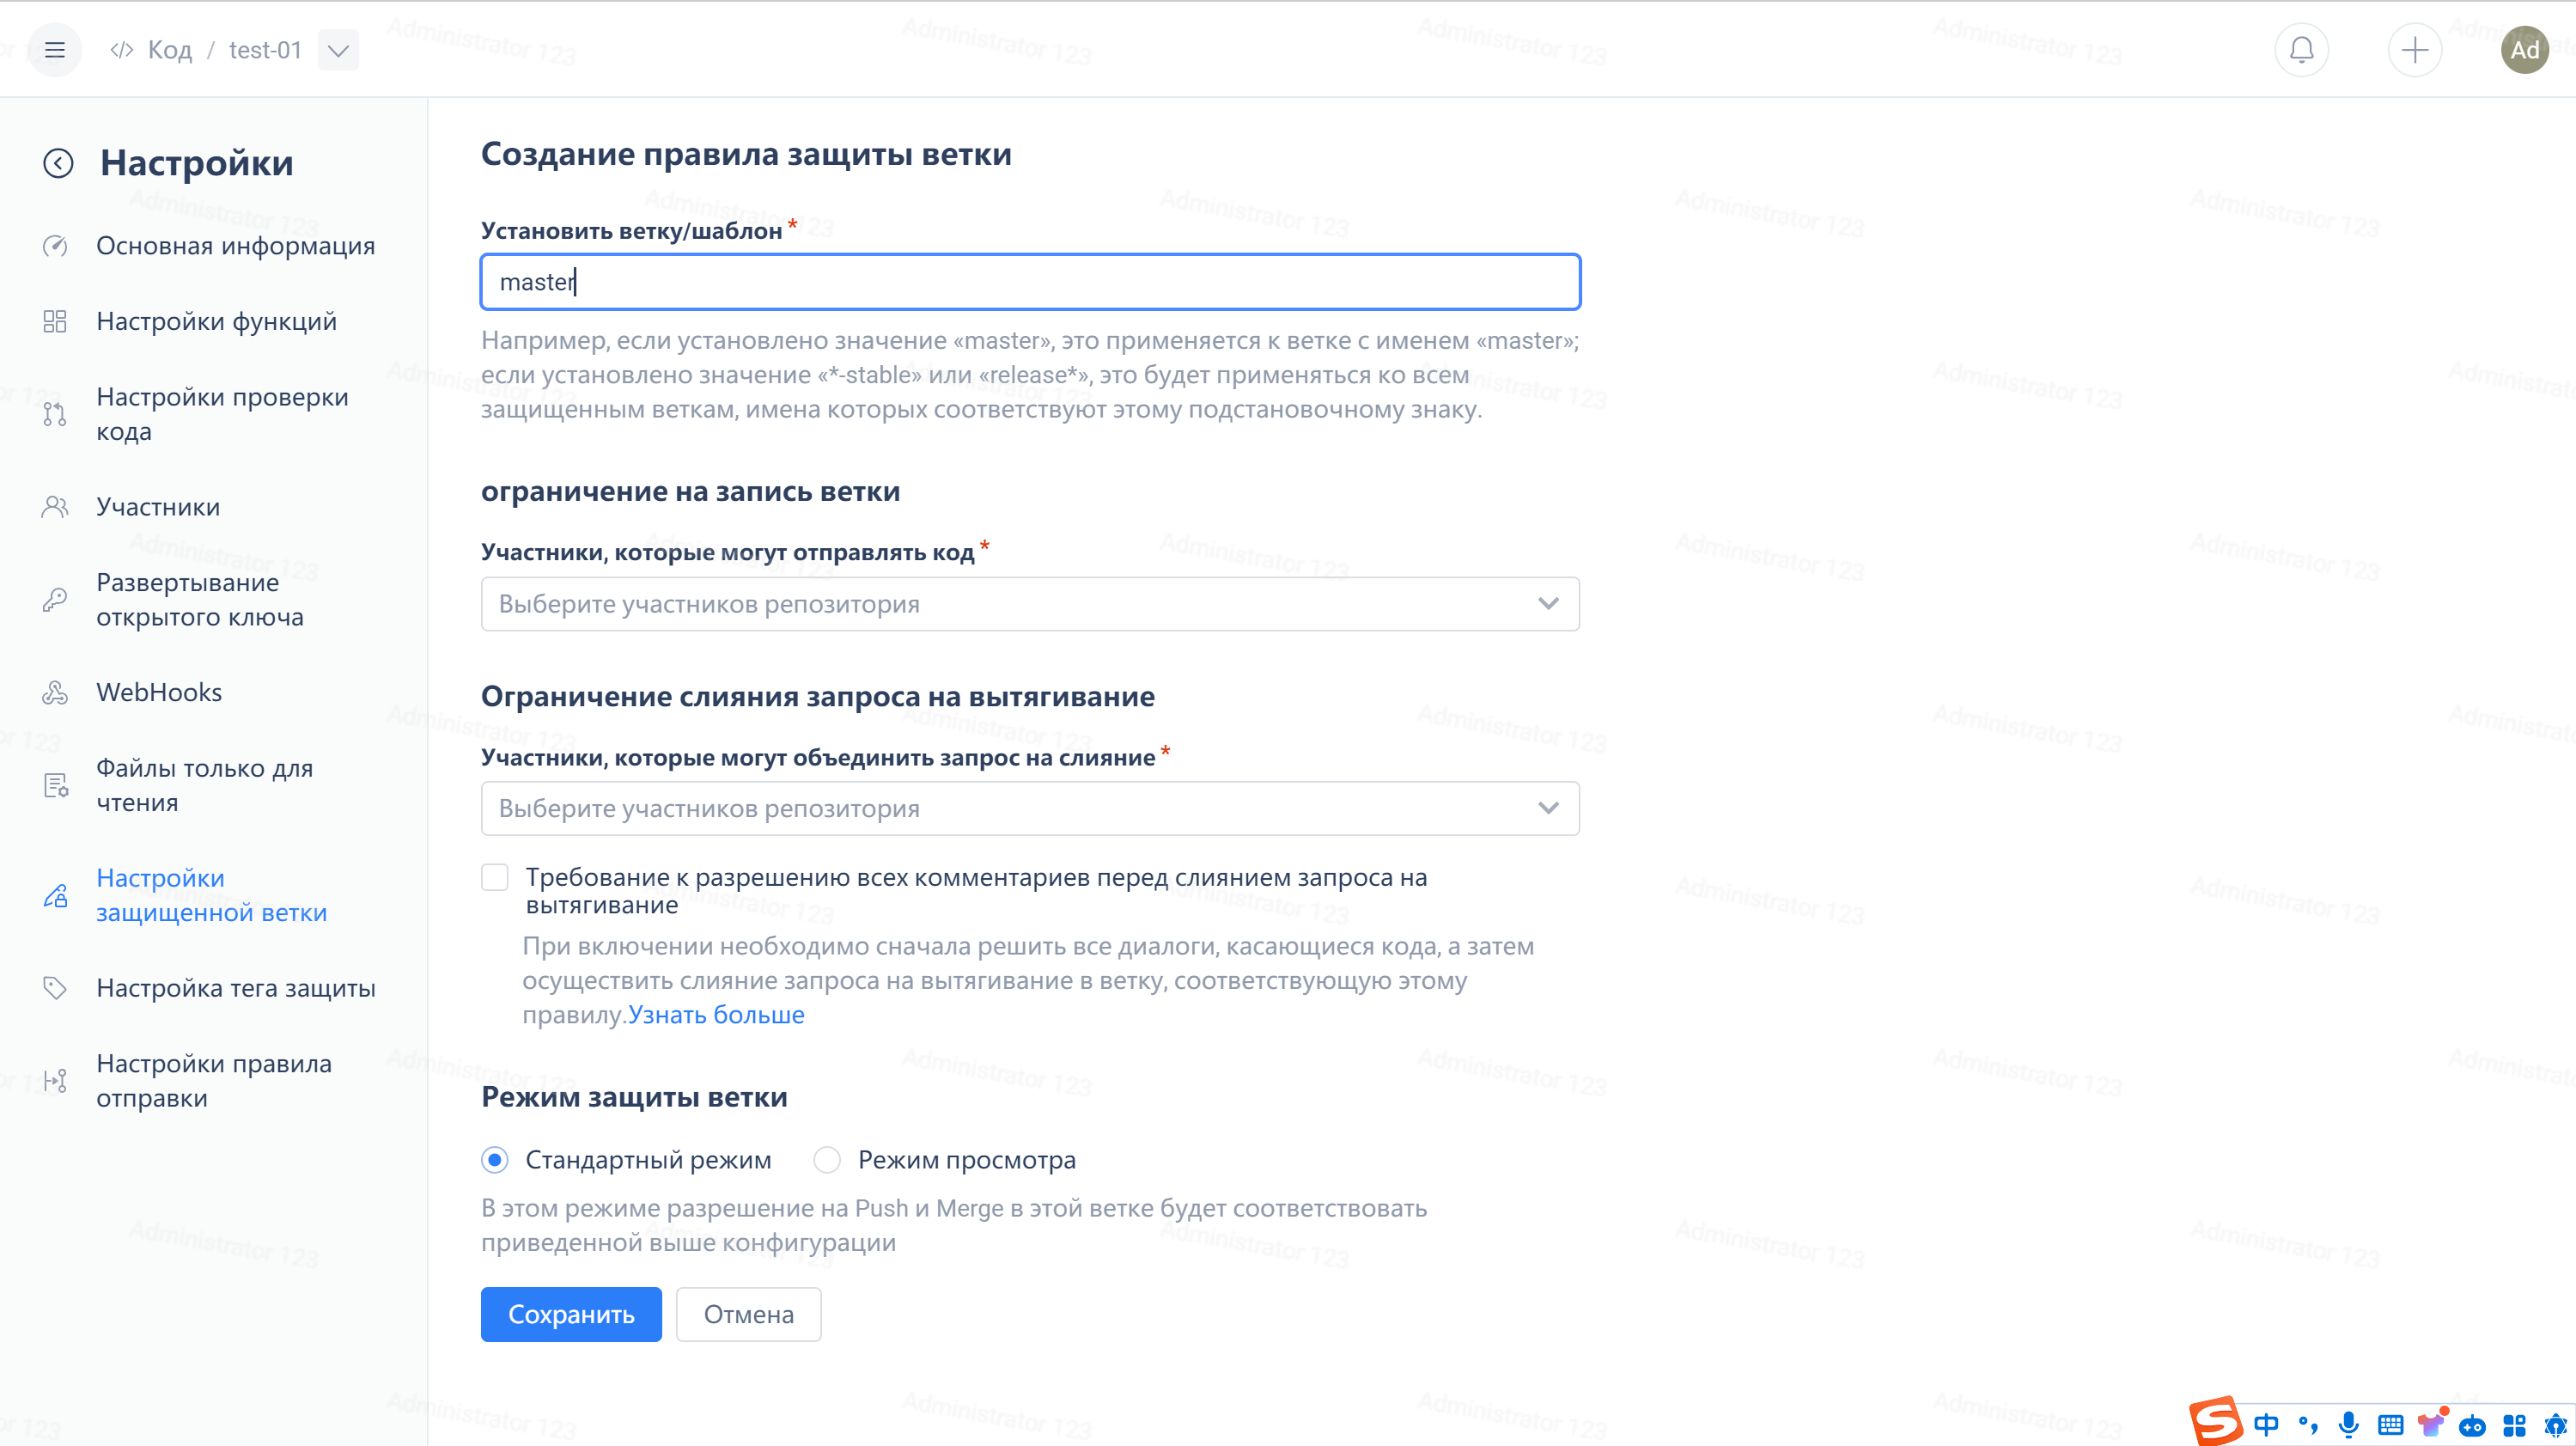 Код / test-01
Ad
Настройки
Основная информация
Настройки функций
Настройки проверки
кода
Участники
Развертывание
открытого ключа
WebHooks
Файлы только для
чтения
Настройки
защищенной ветки
Настройка тега защиты
Настройки правила
отправки
Создание правила защиты ветки
Установить ветку/шаблон *
master
Например, если установлено значение «master», это применяется к ветке с именем «master»;
если установлено значение «*-stable» или «release*», это будет применяться ко всем
защищенным веткам, имена которых соответствуют этому подстановочному знаку.
ограничение на запись ветки
Участники, которые могут отправлять код *
Выберите участников репозитория
Ограничение слияния запроса на вытягивание
Участники, которые могут объединить запрос на слияние *
Выберите участников репозитория
Требование к разрешению всех комментариев перед слиянием запроса на
вытягивание
При включении необходимо сначала решить все диалоги, касающиеся кода, а затем
осуществить слияние запроса на вытягивание в ветку, соответствующую этому
правилу.Узнать больше
Режим защиты ветки
Стандартный режим
Режим просмотра
В этом режиме разрешение на Push и Merge в этой ветке будет соответствовать
приведенной выше конфигурации
Сохранить
Отмена
Administrator 123
中